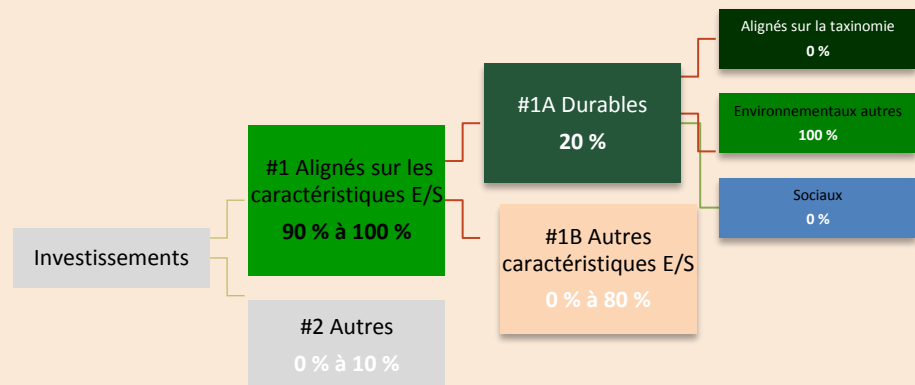 Investissements
#1 Alignés sur les
caractéristiques E/S
90 % à 100 %
#2 Autres
0 % à 10 %
#1A Durables
20 %
#1B Autres
caractéristiques E/S
0 % à 80 %
Alignés sur la taxinomie
0 %
Environnementaux autres
100 %
Sociaux
0 %